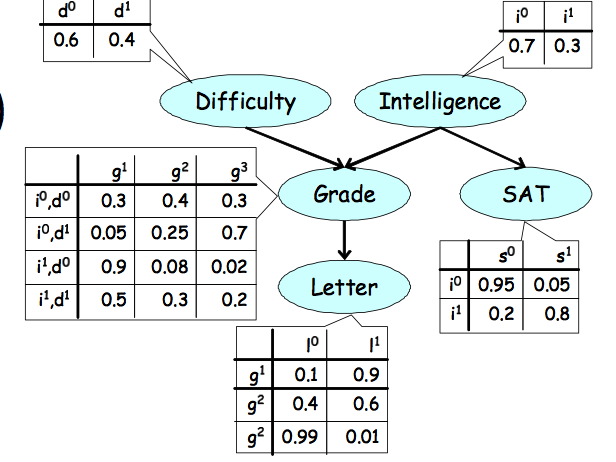 d⁰ d¹
0.6 0.4
i⁰ i¹
0.7 0.3
Difficulty
Intelligence
g¹ g² g³
i⁰,d⁰ 0.3 0.4 0.3
i⁰,d¹ 0.05 0.25 0.7
i¹,d⁰ 0.9 0.08 0.02
i¹,d¹ 0.5 0.3 0.2
Grade
SAT
s⁰ s¹
i⁰ 0.95 0.05
i¹ 0.2 0.8
Letter
l⁰ l¹
g¹ 0.1 0.9
g² 0.4 0.6
g² 0.99 0.01